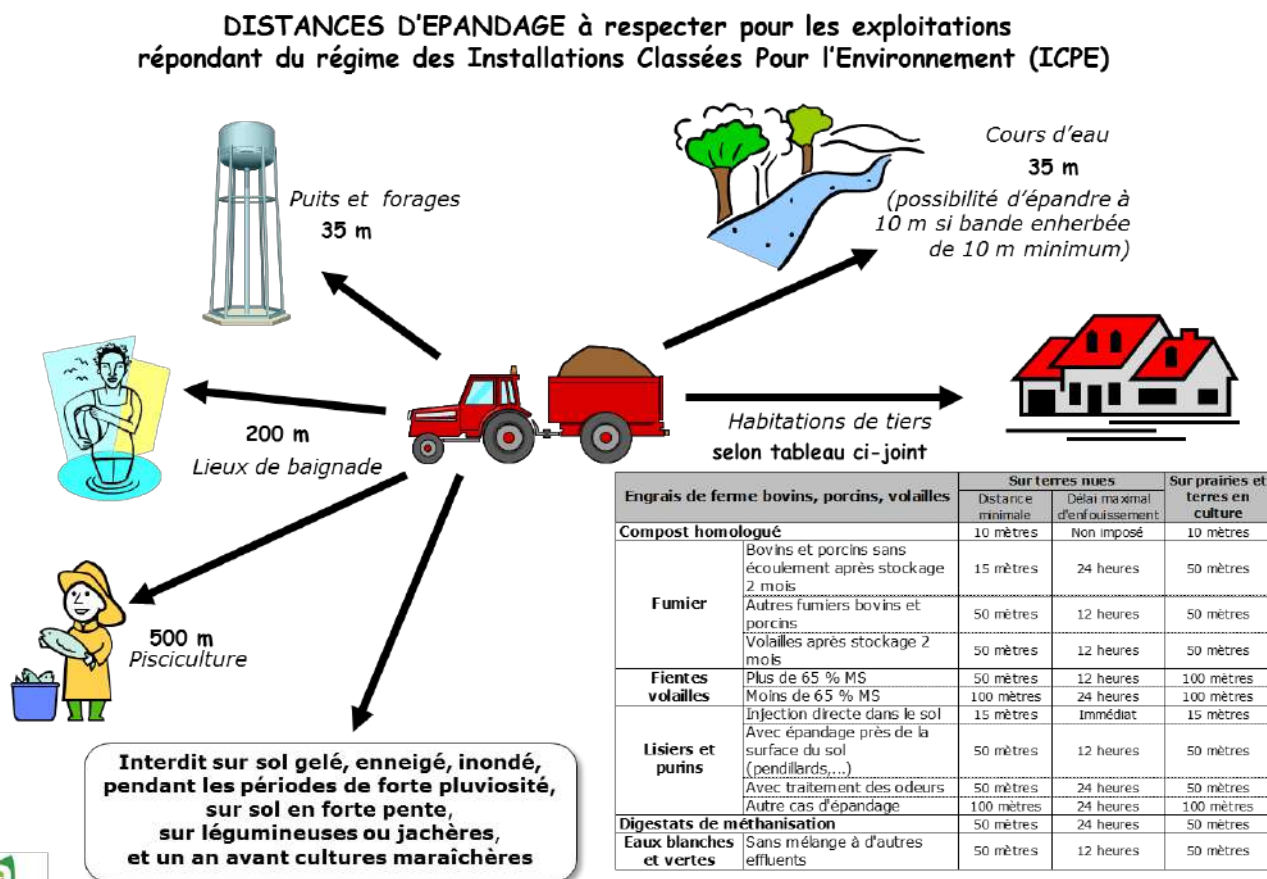 DISTANCES D'EPANDAGE à respecter pour les exploitations
répondant du régime des Installations Classées Pour l'Environnement (ICPE)
Puits et forages
35 m
Cours d'eau
35 m
(possibilité d'épandre à
10 m si bande enherbée
de 10 m minimum)
200 m
Lieux de baignade
Habitations de tiers
selon tableau ci-joint
500 m
Pisciculture
Interdit sur sol gelé, enneigé, inondé,
pendant les périodes de forte pluviosité,
sur sol en forte pente,
sur légumineuses ou jachères,
et un an avant cultures maraîchères
Engrais de ferme bovins, porcins, volailles
Sur terres nues
Distance
minimale
Délai maximal
d'enfouissement
Sur prairies et
terres en
culture
Compost homologué 10 mètres Non imposé 10 mètres
Fumier
Bovins et porcins sans
écoulement après stockage
2 mois
15 mètres 24 heures 50 mètres
Autres fumiers bovins et
porcins
50 mètres 12 heures 50 mètres
Volailles après stockage 2
mois
50 mètres 12 heures 50 mètres
Fientes
volailles
Plus de 65 % MS 50 mètres 12 heures 100 mètres
Moins de 65 % MS 100 mètres 24 heures 100 mètres
Lisiers et
purins
Injection directe dans le sol 15 mètres Immédiat 15 mètres
Avec épandage près de la
surface du sol
(pendillards,...)
50 mètres 12 heures 50 mètres
Avec traitement des odeurs 50 mètres 24 heures 50 mètres
Autre cas d'épandage 100 mètres 24 heures 100 mètres
Digestats de méthanisation 50 mètres 24 heures 50 mètres
Eaux blanches
et vertes
Sans mélange à d'autres
effluents
50 mètres 12 heures 50 mètres